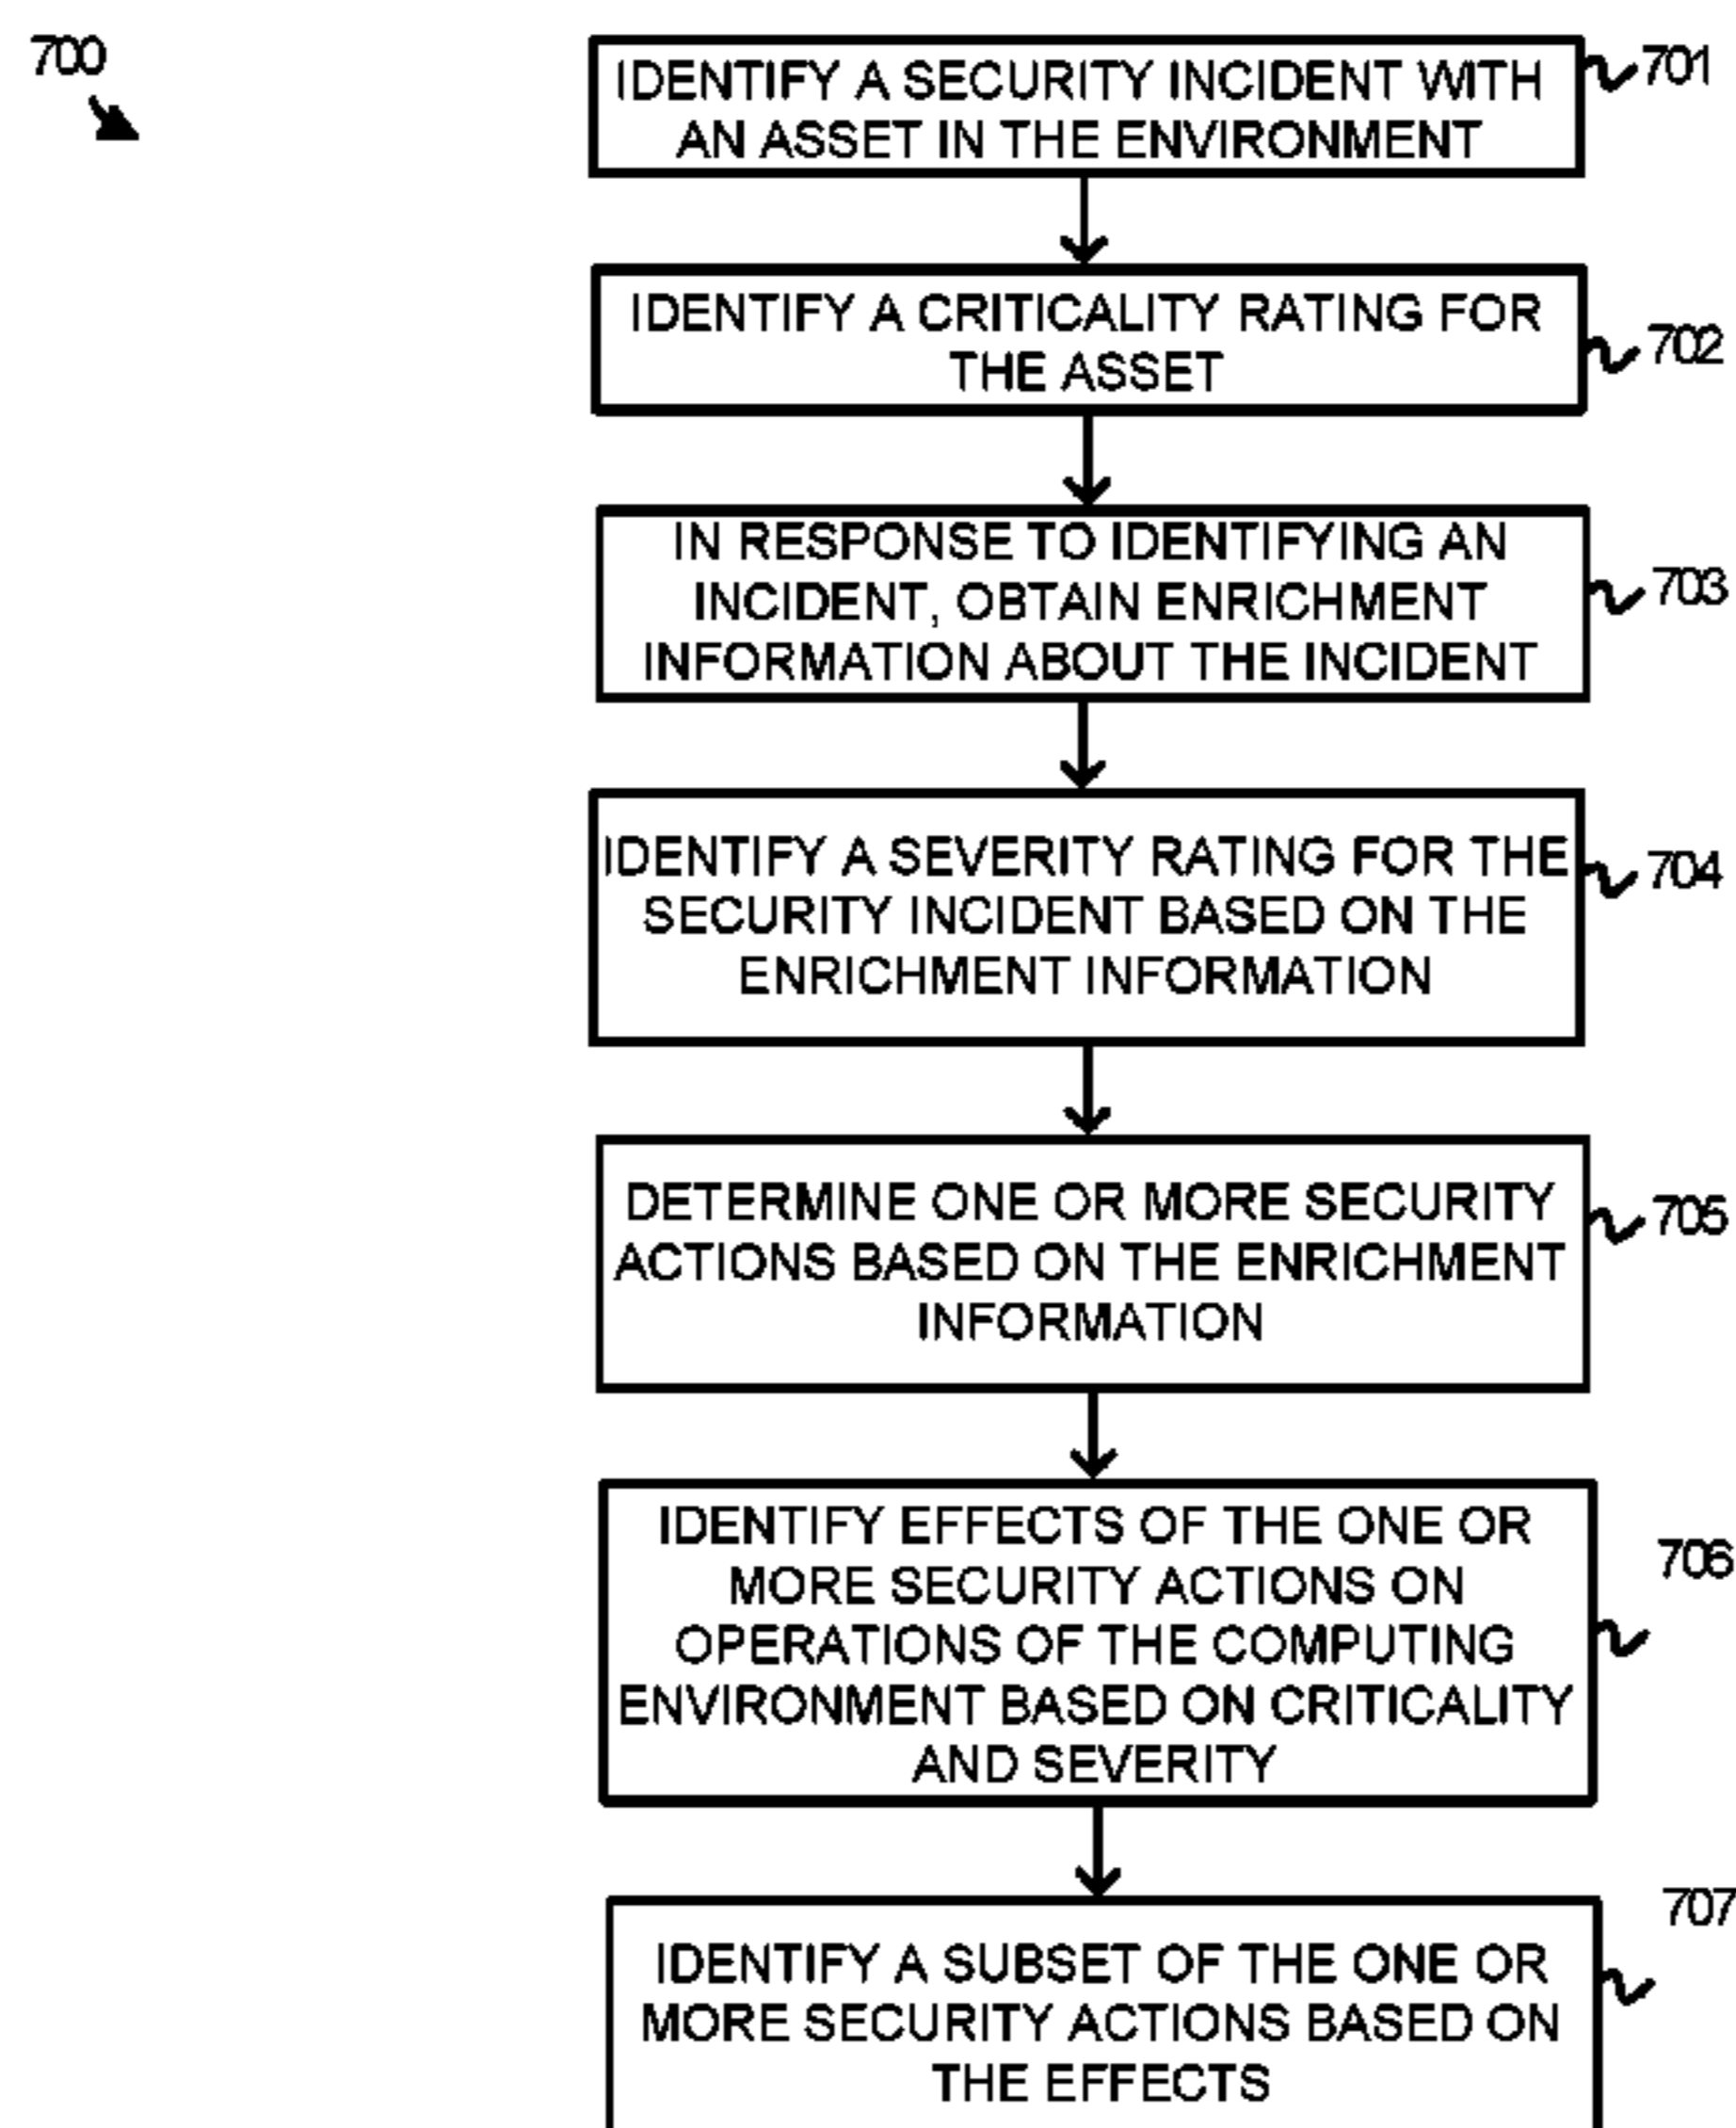 700
IDENTIFY A SECURITY INCIDENT WITH
AN ASSET IN THE ENVIRONMENT
701
IDENTIFY A CRITICALITY RATING FOR
THE ASSET
702
IN RESPONSE TO IDENTIFYING AN
INCIDENT, OBTAIN ENRICHMENT
INFORMATION ABOUT THE INCIDENT
703
IDENTIFY A SEVERITY RATING FOR THE
SECURITY INCIDENT BASED ON THE
ENRICHMENT INFORMATION
704
DETERMINE ONE OR MORE SECURITY
ACTIONS BASED ON THE ENRICHMENT
INFORMATION
705
IDENTIFY EFFECTS OF THE ONE OR
MORE SECURITY ACTIONS ON
OPERATIONS OF THE COMPUTING
ENVIRONMENT BASED ON CRITICALITY
AND SEVERITY
706
IDENTIFY A SUBSET OF THE ONE OR
MORE SECURITY ACTIONS BASED ON
THE EFFECTS
707